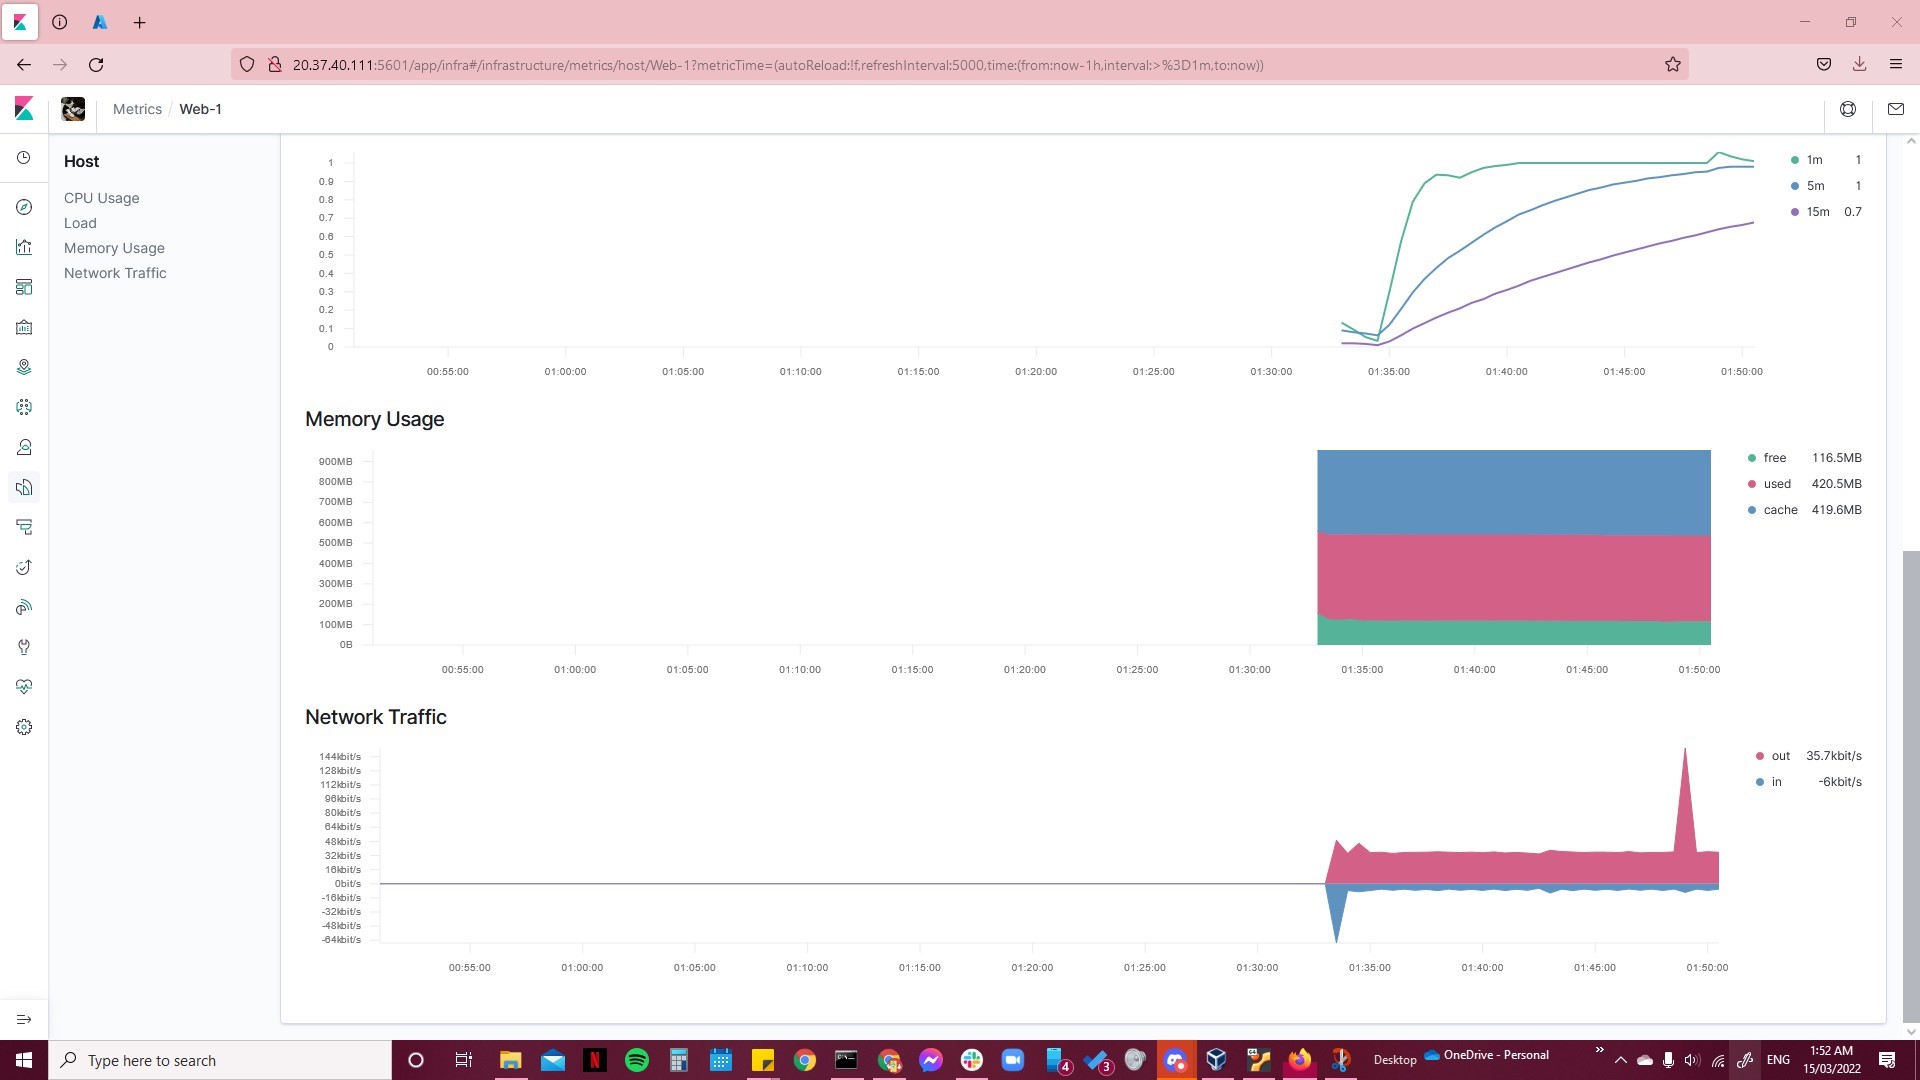 20.37.40.111:5601/app/infra#/infrastructure/metrics/host/Web-1?metricTime=(autoReload:!f,refreshInterval:5000,time:(from:now-1h,interval:>%3D1m,to:now))
Metrics / Web-1
Host
CPU Usage
Load
Memory Usage
Network Traffic
1
0.9
0.8
0.7
0.6
0.5
0.4
0.3
0.2
0.1
0
00:55:00 01:00:00 01:05:00 01:10:00 01:15:00 01:20:00 01:25:00 01:30:00 01:35:00 01:40:00 01:45:00 01:50:00
1m 1
5m 1
15m 0.7
Memory Usage
900MB
800MB
700MB
600MB
500MB
400MB
300MB
200MB
100MB
0B
00:55:00 01:00:00 01:05:00 01:10:00 01:15:00 01:20:00 01:25:00 01:30:00 01:35:00 01:40:00 01:45:00 01:50:00
free 116.5MB
used 420.5MB
cache 419.6MB
Network Traffic
144kbit/s
128kbit/s
112kbit/s
96kbit/s
80kbit/s
64kbit/s
48kbit/s
32kbit/s
16kbit/s
0bit/s
-16kbit/s
-32kbit/s
-48kbit/s
-64kbit/s
00:55:00 01:00:00 01:05:00 01:10:00 01:15:00 01:20:00 01:25:00 01:30:00 01:35:00 01:40:00 01:45:00 01:50:00
out 35.7kbit/s
in -6kbit/s
Type here to search
N
4
3
Desktop
OneDrive - Personal
ENG
1:52 AM
15/03/2022